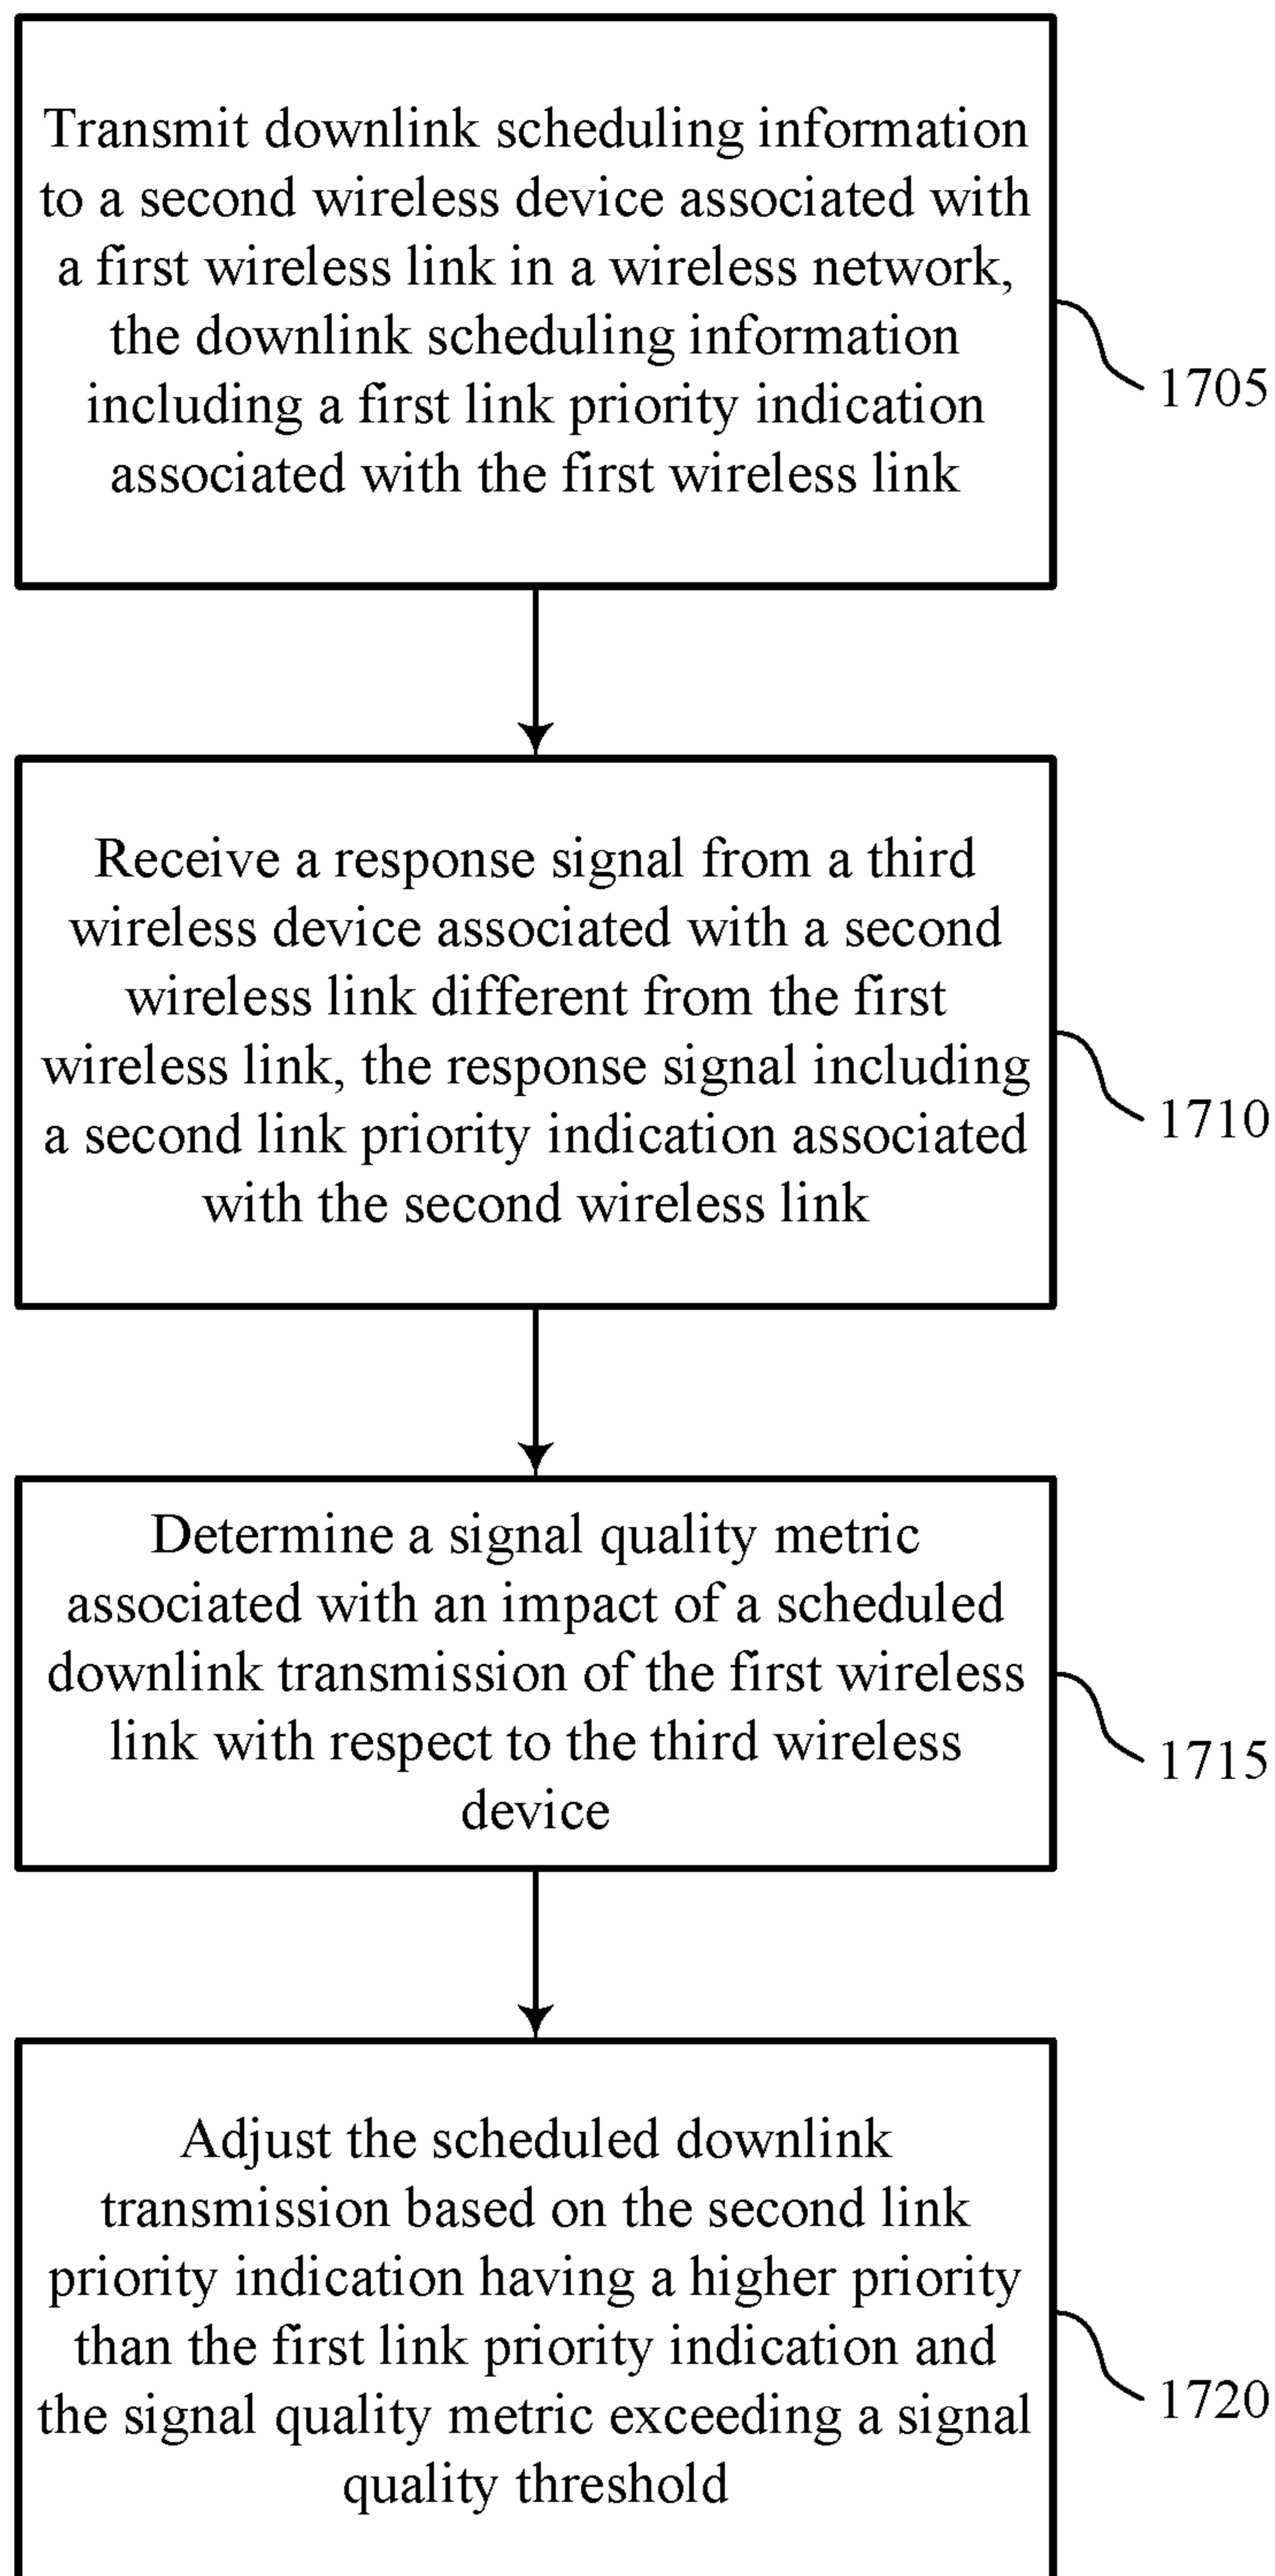 Transmit downlink scheduling information
to a second wireless device associated with
a first wireless link in a wireless network,
the downlink scheduling information
including a first link priority indication
associated with the first wireless link
1705
Receive a response signal from a third
wireless device associated with a second
wireless link different from the first
wireless link, the response signal including
a second link priority indication associated
with the second wireless link
1710
Determine a signal quality metric
associated with an impact of a scheduled
downlink transmission of the first wireless
link with respect to the third wireless
device
1715
Adjust the scheduled downlink
transmission based on the second link
priority indication having a higher priority
than the first link priority indication and
the signal quality metric exceeding a signal
quality threshold
1720